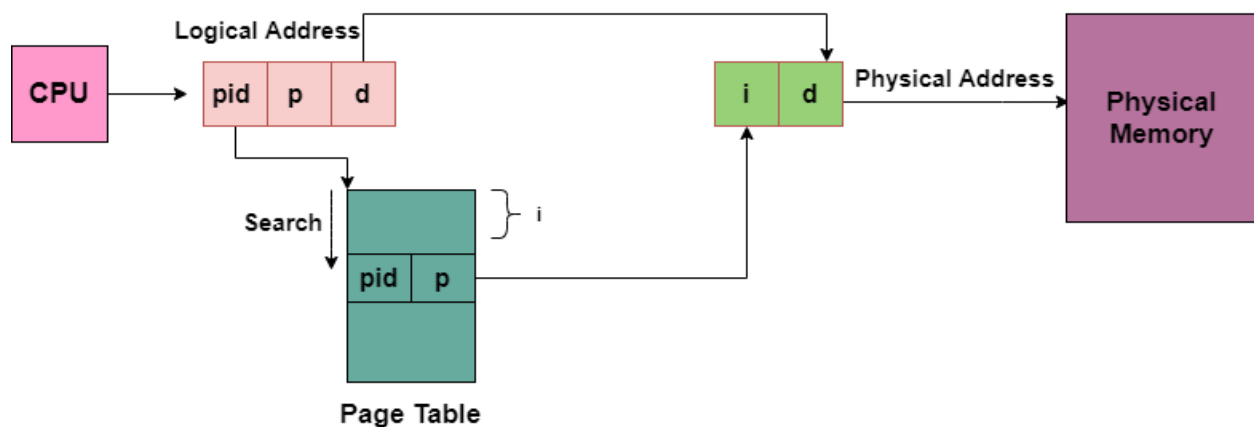 Logical Address
CPU
pid p d
i d
Physical Address
Physical
Memory
Search
i
pid p
Page Table